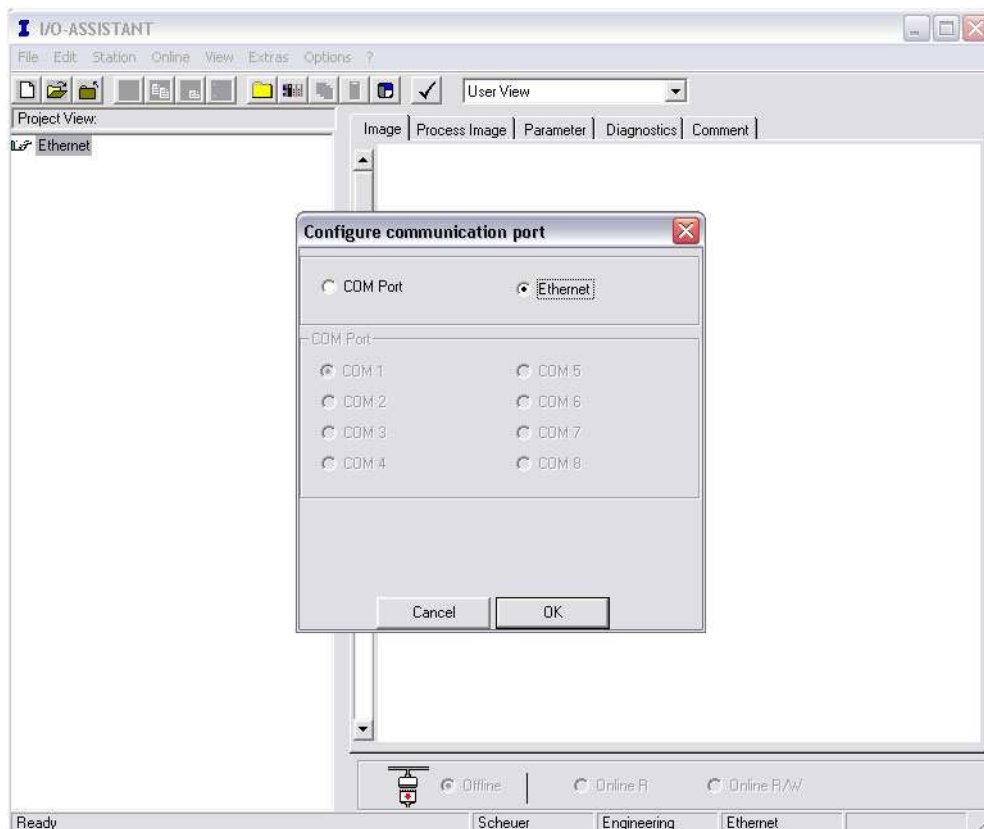 I/O-ASSISTANT
File Edit Station Online View Extras Options ?
User View
Project View:
Image Process Image Parameter Diagnostics Comment
Ethernet
Configure communication port
COM Port Ethernet
COM Port
COM 1 COM 5
COM 2 COM 6
COM 3 COM 7
COM 4 COM 8
Cancel OK
Offline Online R Online R/W
Ready Scheuer Engineering Ethernet